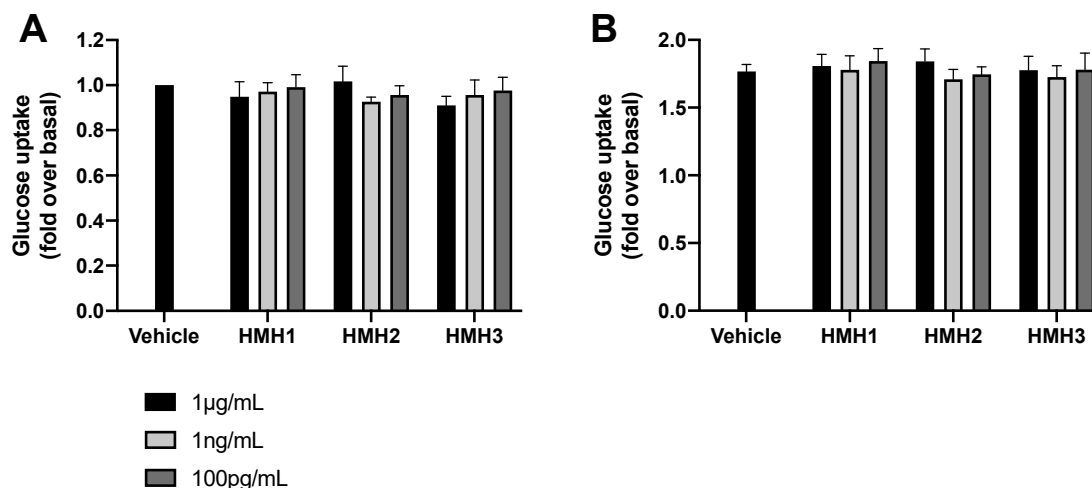 A
Glucose uptake
(fold over basal)
1.2
1.0
0.8
0.6
0.4
0.2
0.0
Vehicle HMH1 HMH2 HMH3
B
Glucose uptake
(fold over basal)
2.0
1.5
1.0
0.5
0.0
Vehicle HMH1 HMH2 HMH3
1µg/mL
1ng/mL
100pg/mL